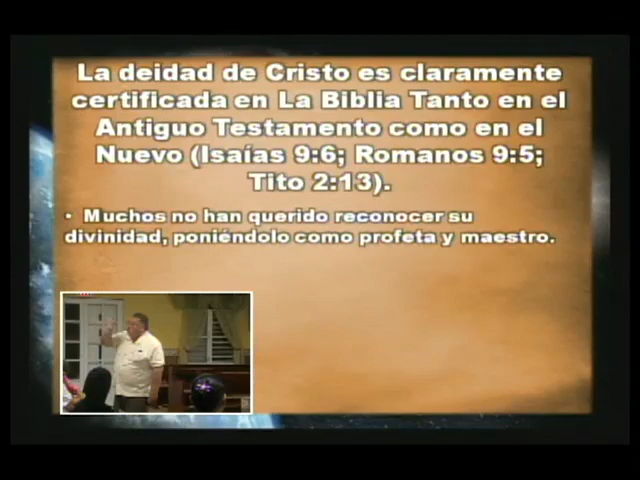 La deidad de Cristo es claramente
certificada en La Biblia Tanto en el
Antiguo Testamento como en el
Nuevo (Isaías 9:6; Romanos 9:5;
Tito 2:13).
• Muchos no han querido reconocer su
divinidad, poniéndolo como profeta y maestro.